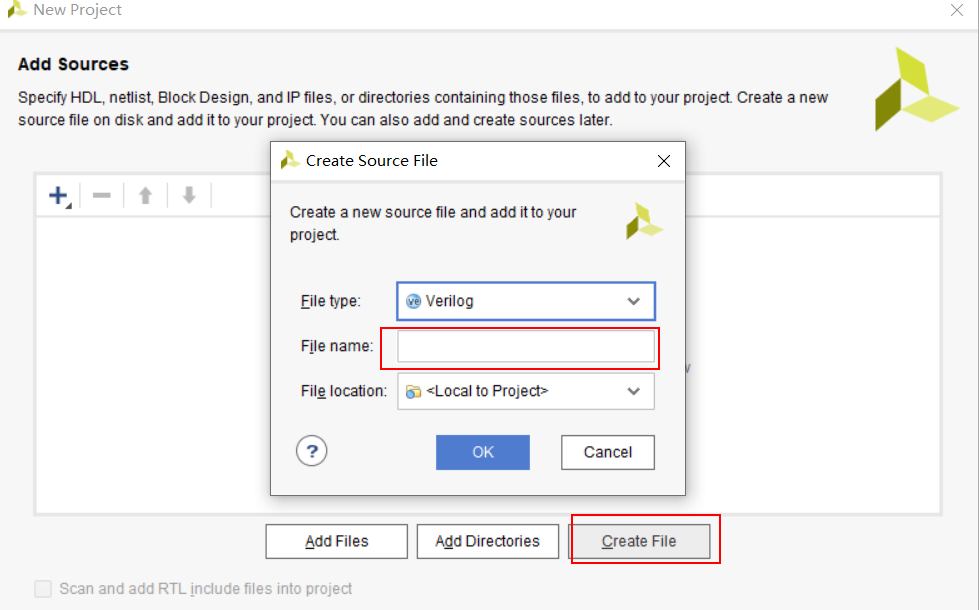 New Project
Add Sources
Specify HDL, netlist, Block Design, and IP files, or directories containing those files, to add to your project. Create a new
source file on disk and add it to your project. You can also add and create sources later.
Create Source File
Create a new source file and add it to your
project.
File type:
Verilog
File name:
File location:
<Local to Project>
?
OK
Cancel
Add Files
Add Directories
Create File
Scan and add RTL include files into project